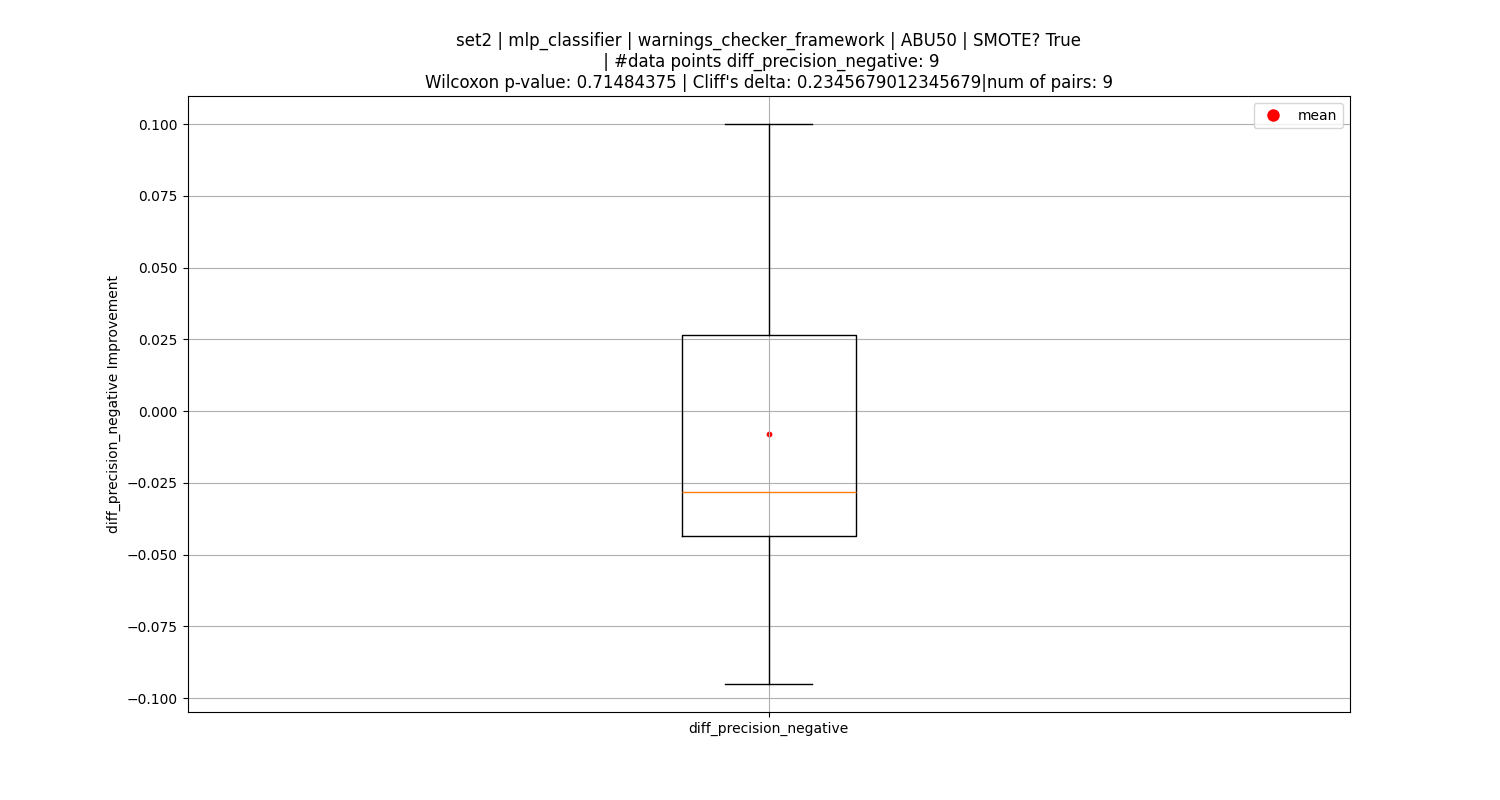 set2 | mlp_classifier | warnings_checker_framework | ABU50 | SMOTE? True
| #data points diff_precision_negative: 9
Wilcoxon p-value: 0.71484375 | Cliff's delta: 0.2345679012345679|num of pairs: 9
mean
0.100
0.075
0.050
0.025
0.000
−0.025
−0.050
−0.075
−0.100
diff_precision_negative Improvement
diff_precision_negative